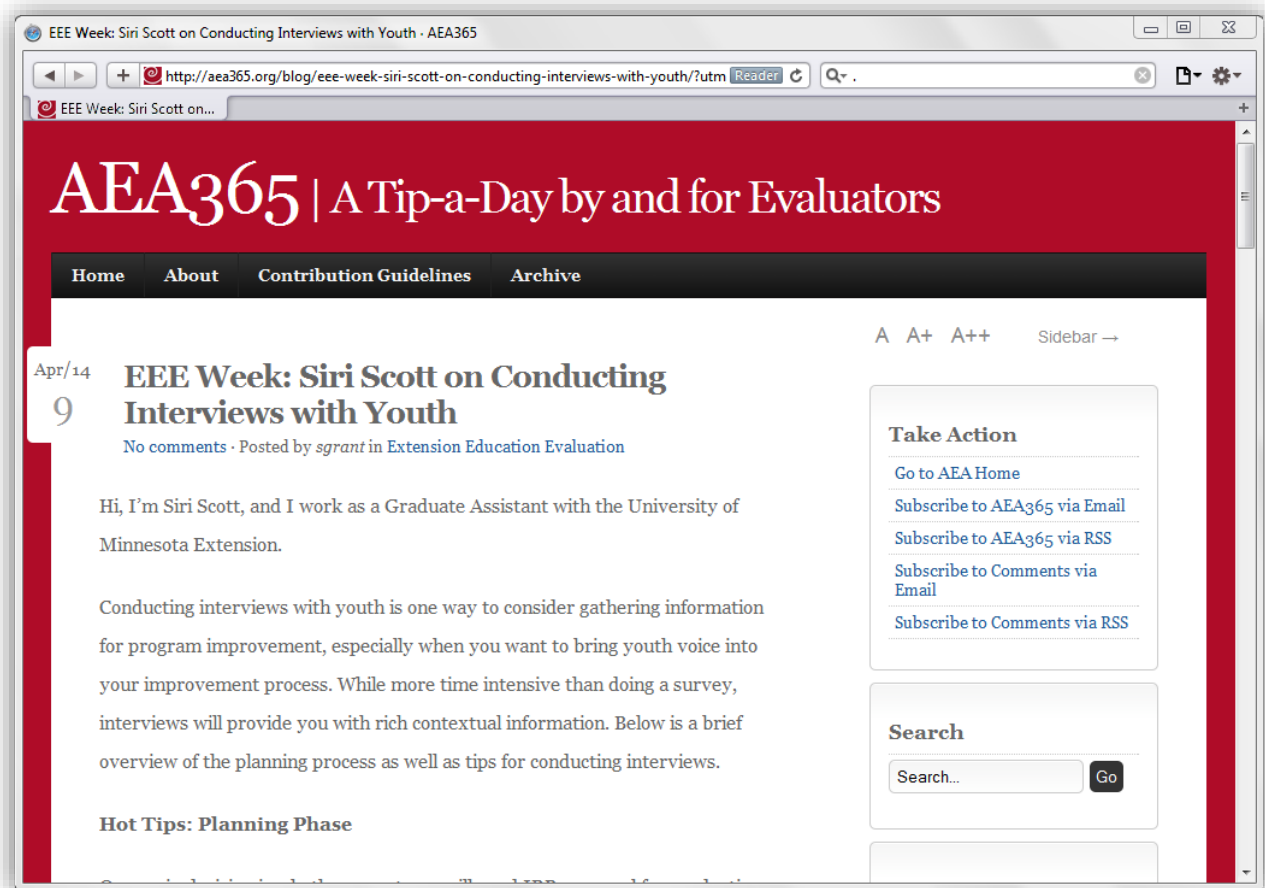 EEE Week: Siri Scott on Conducting Interviews with Youth · AEA365
http://aea365.org/blog/eee-week-siri-scott-on-conducting-interviews-with-youth/?utm Reader
.
EEE Week: Siri Scott on...
AEA365 | A Tip-a-Day by and for Evaluators
Home About Contribution Guidelines Archive
A A+ A++ Sidebar →
Apr/14
9
EEE Week: Siri Scott on Conducting
Interviews with Youth
No comments · Posted by sgrant in Extension Education Evaluation
Hi, I'm Siri Scott, and I work as a Graduate Assistant with the University of
Minnesota Extension.
Conducting interviews with youth is one way to consider gathering information
for program improvement, especially when you want to bring youth voice into
your improvement process. While more time intensive than doing a survey,
interviews will provide you with rich contextual information. Below is a brief
overview of the planning process as well as tips for conducting interviews.
Hot Tips: Planning Phase
Take Action
Go to AEA Home
Subscribe to AEA365 via Email
Subscribe to AEA365 via RSS
Subscribe to Comments via
Email
Subscribe to Comments via RSS
Search
Search...
Go